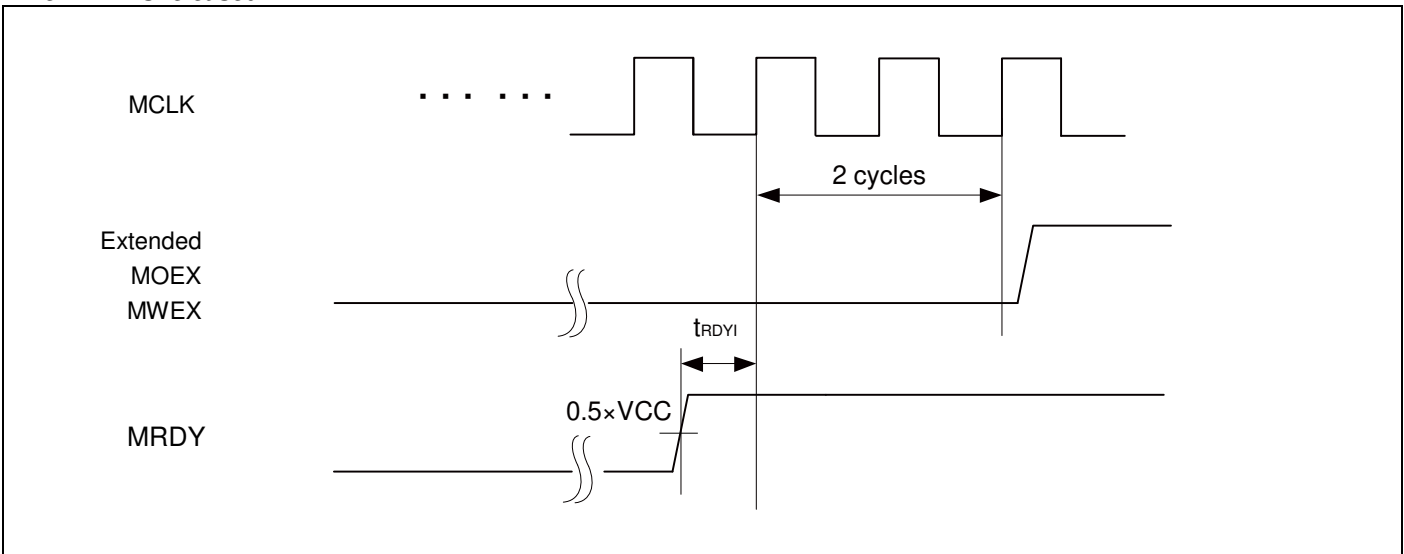 MCLK
... ...
2 cycles
Extended
MOEX
MWEX
tRDYI
0.5×VCC
MRDY